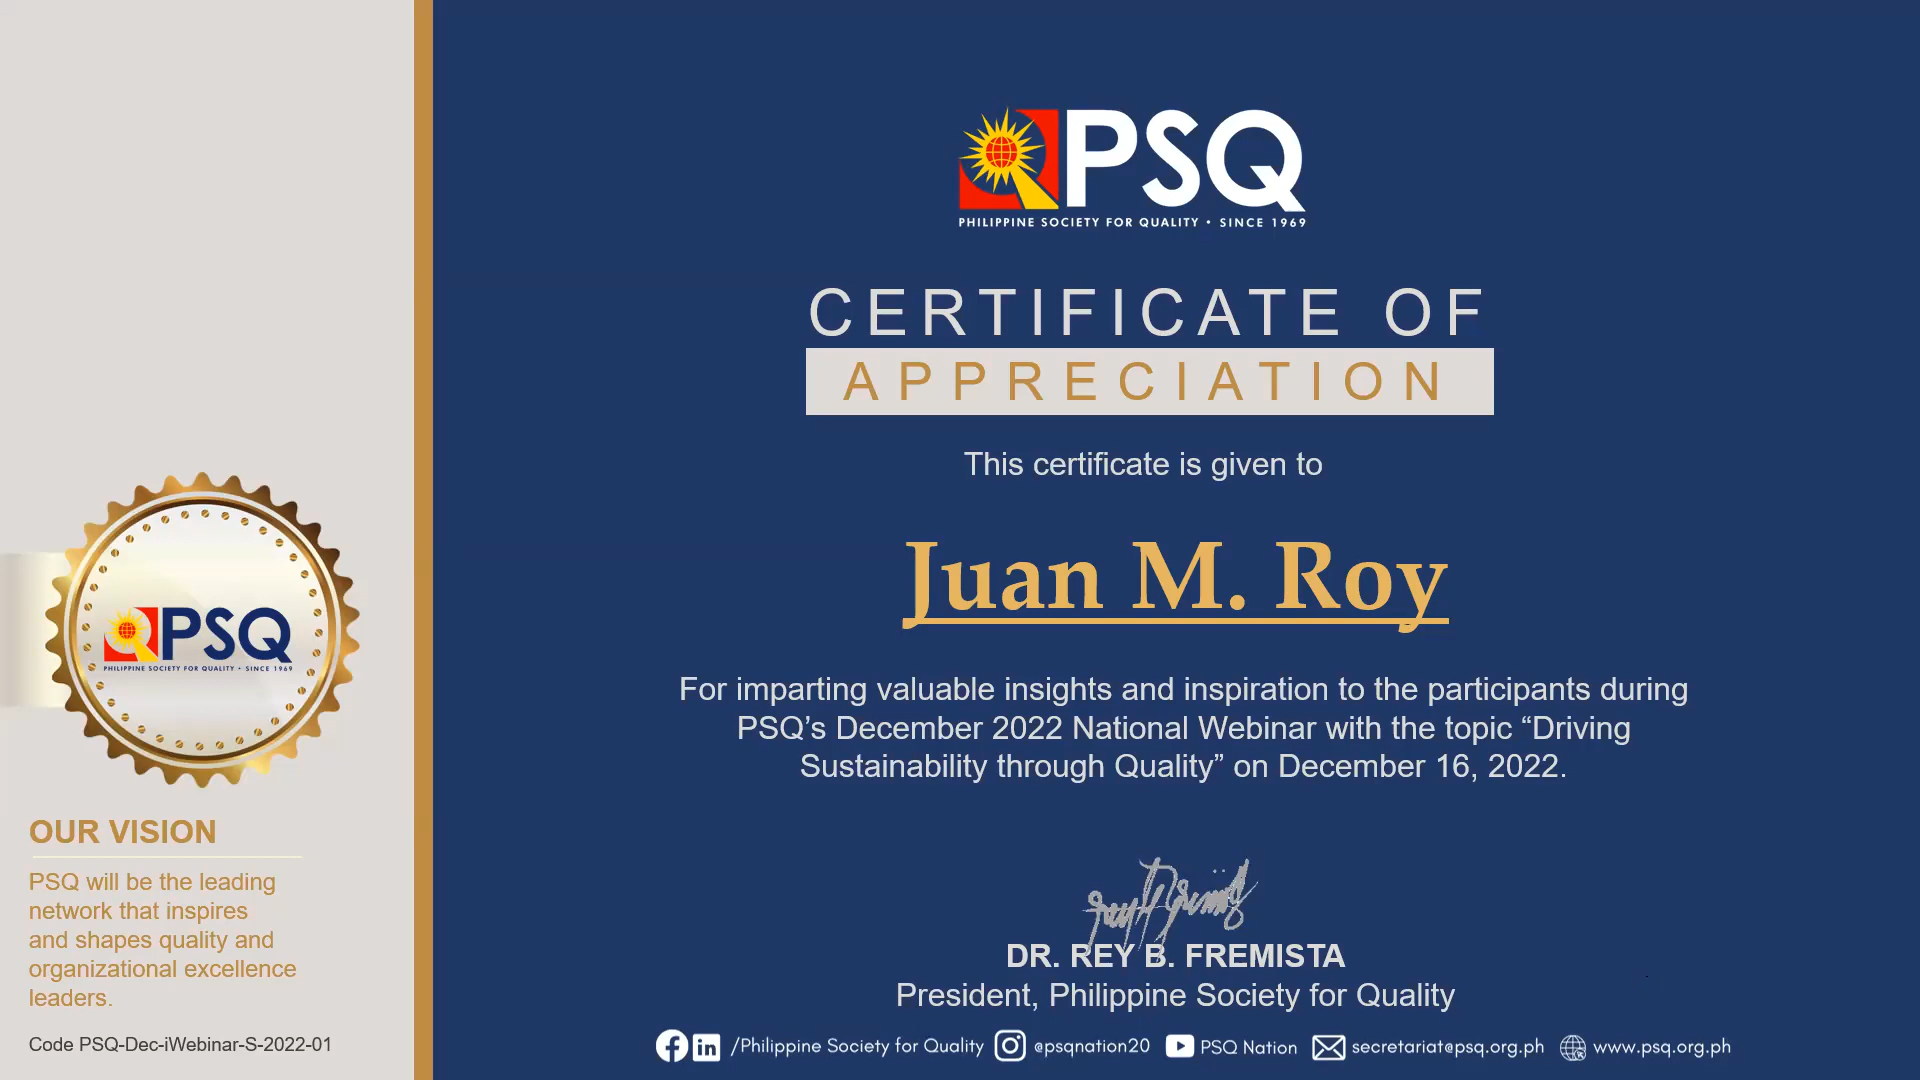 PSQ
PHILIPPINE SOCIETY FOR QUALITY • SINCE 1969
CERTIFICATE OF
APPRECIATION
This certificate is given to
Juan M. Roy
For imparting valuable insights and inspiration to the participants during
PSQ’s December 2022 National Webinar with the topic “Driving
Sustainability through Quality” on December 16, 2022.
DR. REY B. FREMISTA
President, Philippine Society for Quality
/Philippine Society for Quality @psqnation20 PSQ Nation secretariat@psq.org.ph www.psq.org.ph
PSQ
PHILIPPINE SOCIETY FOR QUALITY • SINCE 1969
OUR VISION
PSQ will be the leading
network that inspires
and shapes quality and
organizational excellence
leaders.
Code PSQ-Dec-iWebinar-S-2022-01